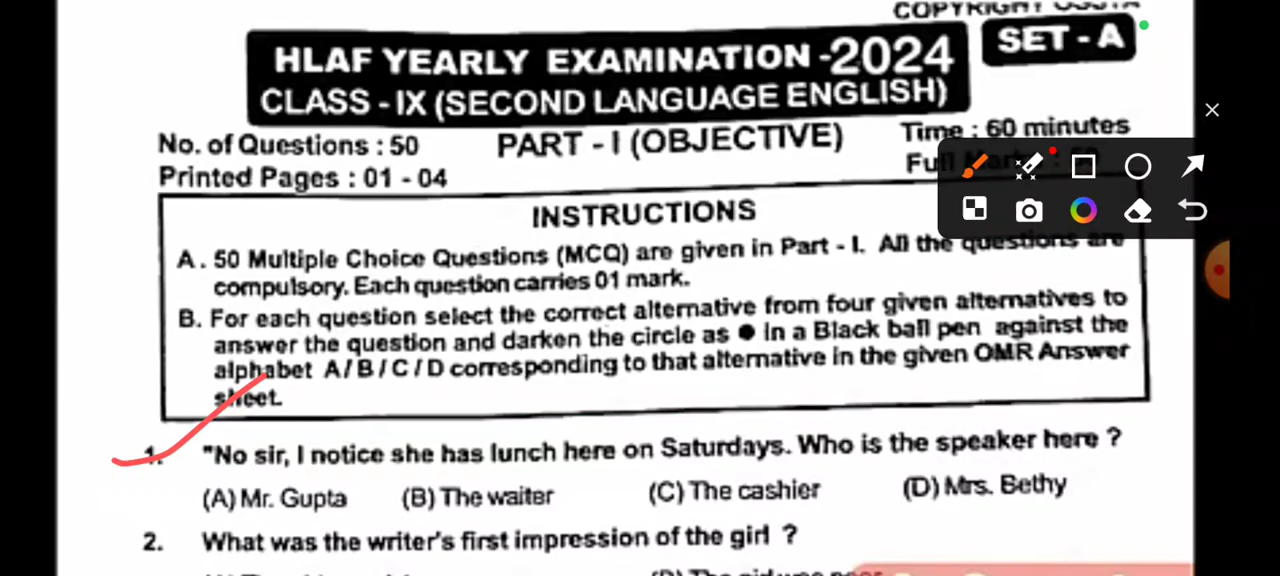 COPYRIGHT
SET - A
HLAF YEARLY EXAMINATION -2024
CLASS - IX (SECOND LANGUAGE ENGLISH)
No. of Questions : 50 PART - I (OBJECTIVE) Time : 60 minutes
Printed Pages : 01 - 04 Full
INSTRUCTIONS
A. 50 Multiple Choice Questions (MCQ) are given in Part - I. All the questions are
compulsory. Each question carries 01 mark.
B. For each question select the correct alternative from four given alternatives to
answer the question and darken the circle as ● in a Black ball pen against the
alphabet A / B / C / D corresponding to that alternative in the given OMR Answer
sheet.
1. "No sir, I notice she has lunch here on Saturdays. Who is the speaker here ?
(A) Mr. Gupta (B) The waiter (C) The cashier (D) Mrs. Bethy
2. What was the writer's first impression of the girl ?